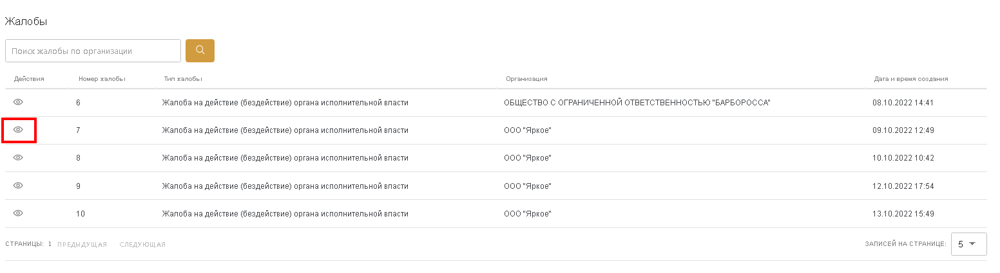 Жалобы
Поиск жалобы по организации
Действия Номер жалобы Тип жалобы Организация Дата и время создания
6 Жалоба на действие (бездействие) органа исполнительной власти ОБЩЕСТВО С ОГРАНИЧЕННОЙ ОТВЕТСТВЕННОСТЬЮ "БАРБОРОССА" 08.10.2022 14:41
7 Жалоба на действие (бездействие) органа исполнительной власти ООО "Яркое" 09.10.2022 12:49
8 Жалоба на действие (бездействие) органа исполнительной власти ООО "Яркое" 10.10.2022 10:42
9 Жалоба на действие (бездействие) органа исполнительной власти ООО "Яркое" 12.10.2022 17:54
10 Жалоба на действие (бездействие) органа исполнительной власти ООО "Яркое" 13.10.2022 15:49
СТРАНИЦЫ: 1 ПРЕДЫДУЩАЯ СЛЕДУЮЩАЯ ЗАПИСЕЙ НА СТРАНИЦЕ: 5